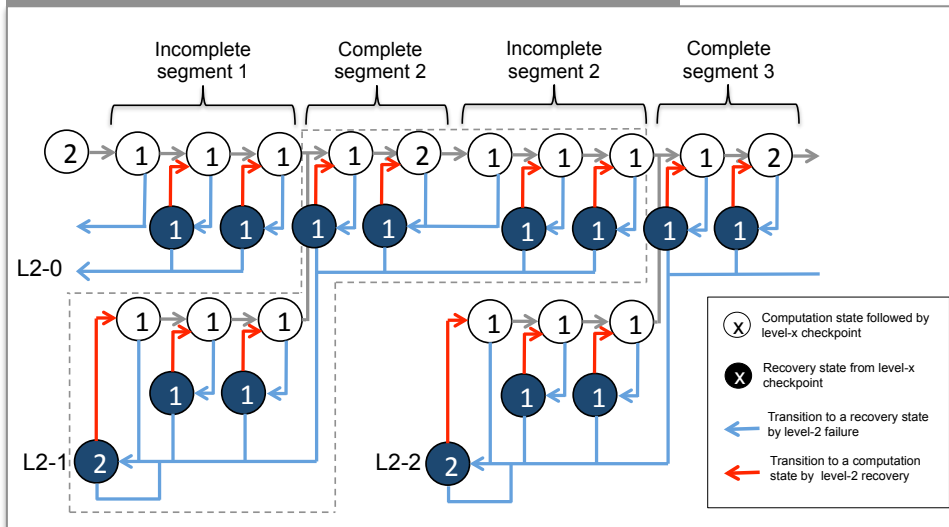 Incomplete segment 1
Complete segment 2
Incomplete segment 2
Complete segment 3
2 1 1 1 1 2 1 1 1 1 2
1 1 1 1 1 1 1 1
L2-0
1 1 1 1 1 1
1 1 1 1
L2-1 2 L2-2 2
x Computation state followed by
level-x checkpoint
x Recovery state from level-x
checkpoint
Transition to a recovery state
by level-2 failure
Transition to a computation
state by level-2 recovery